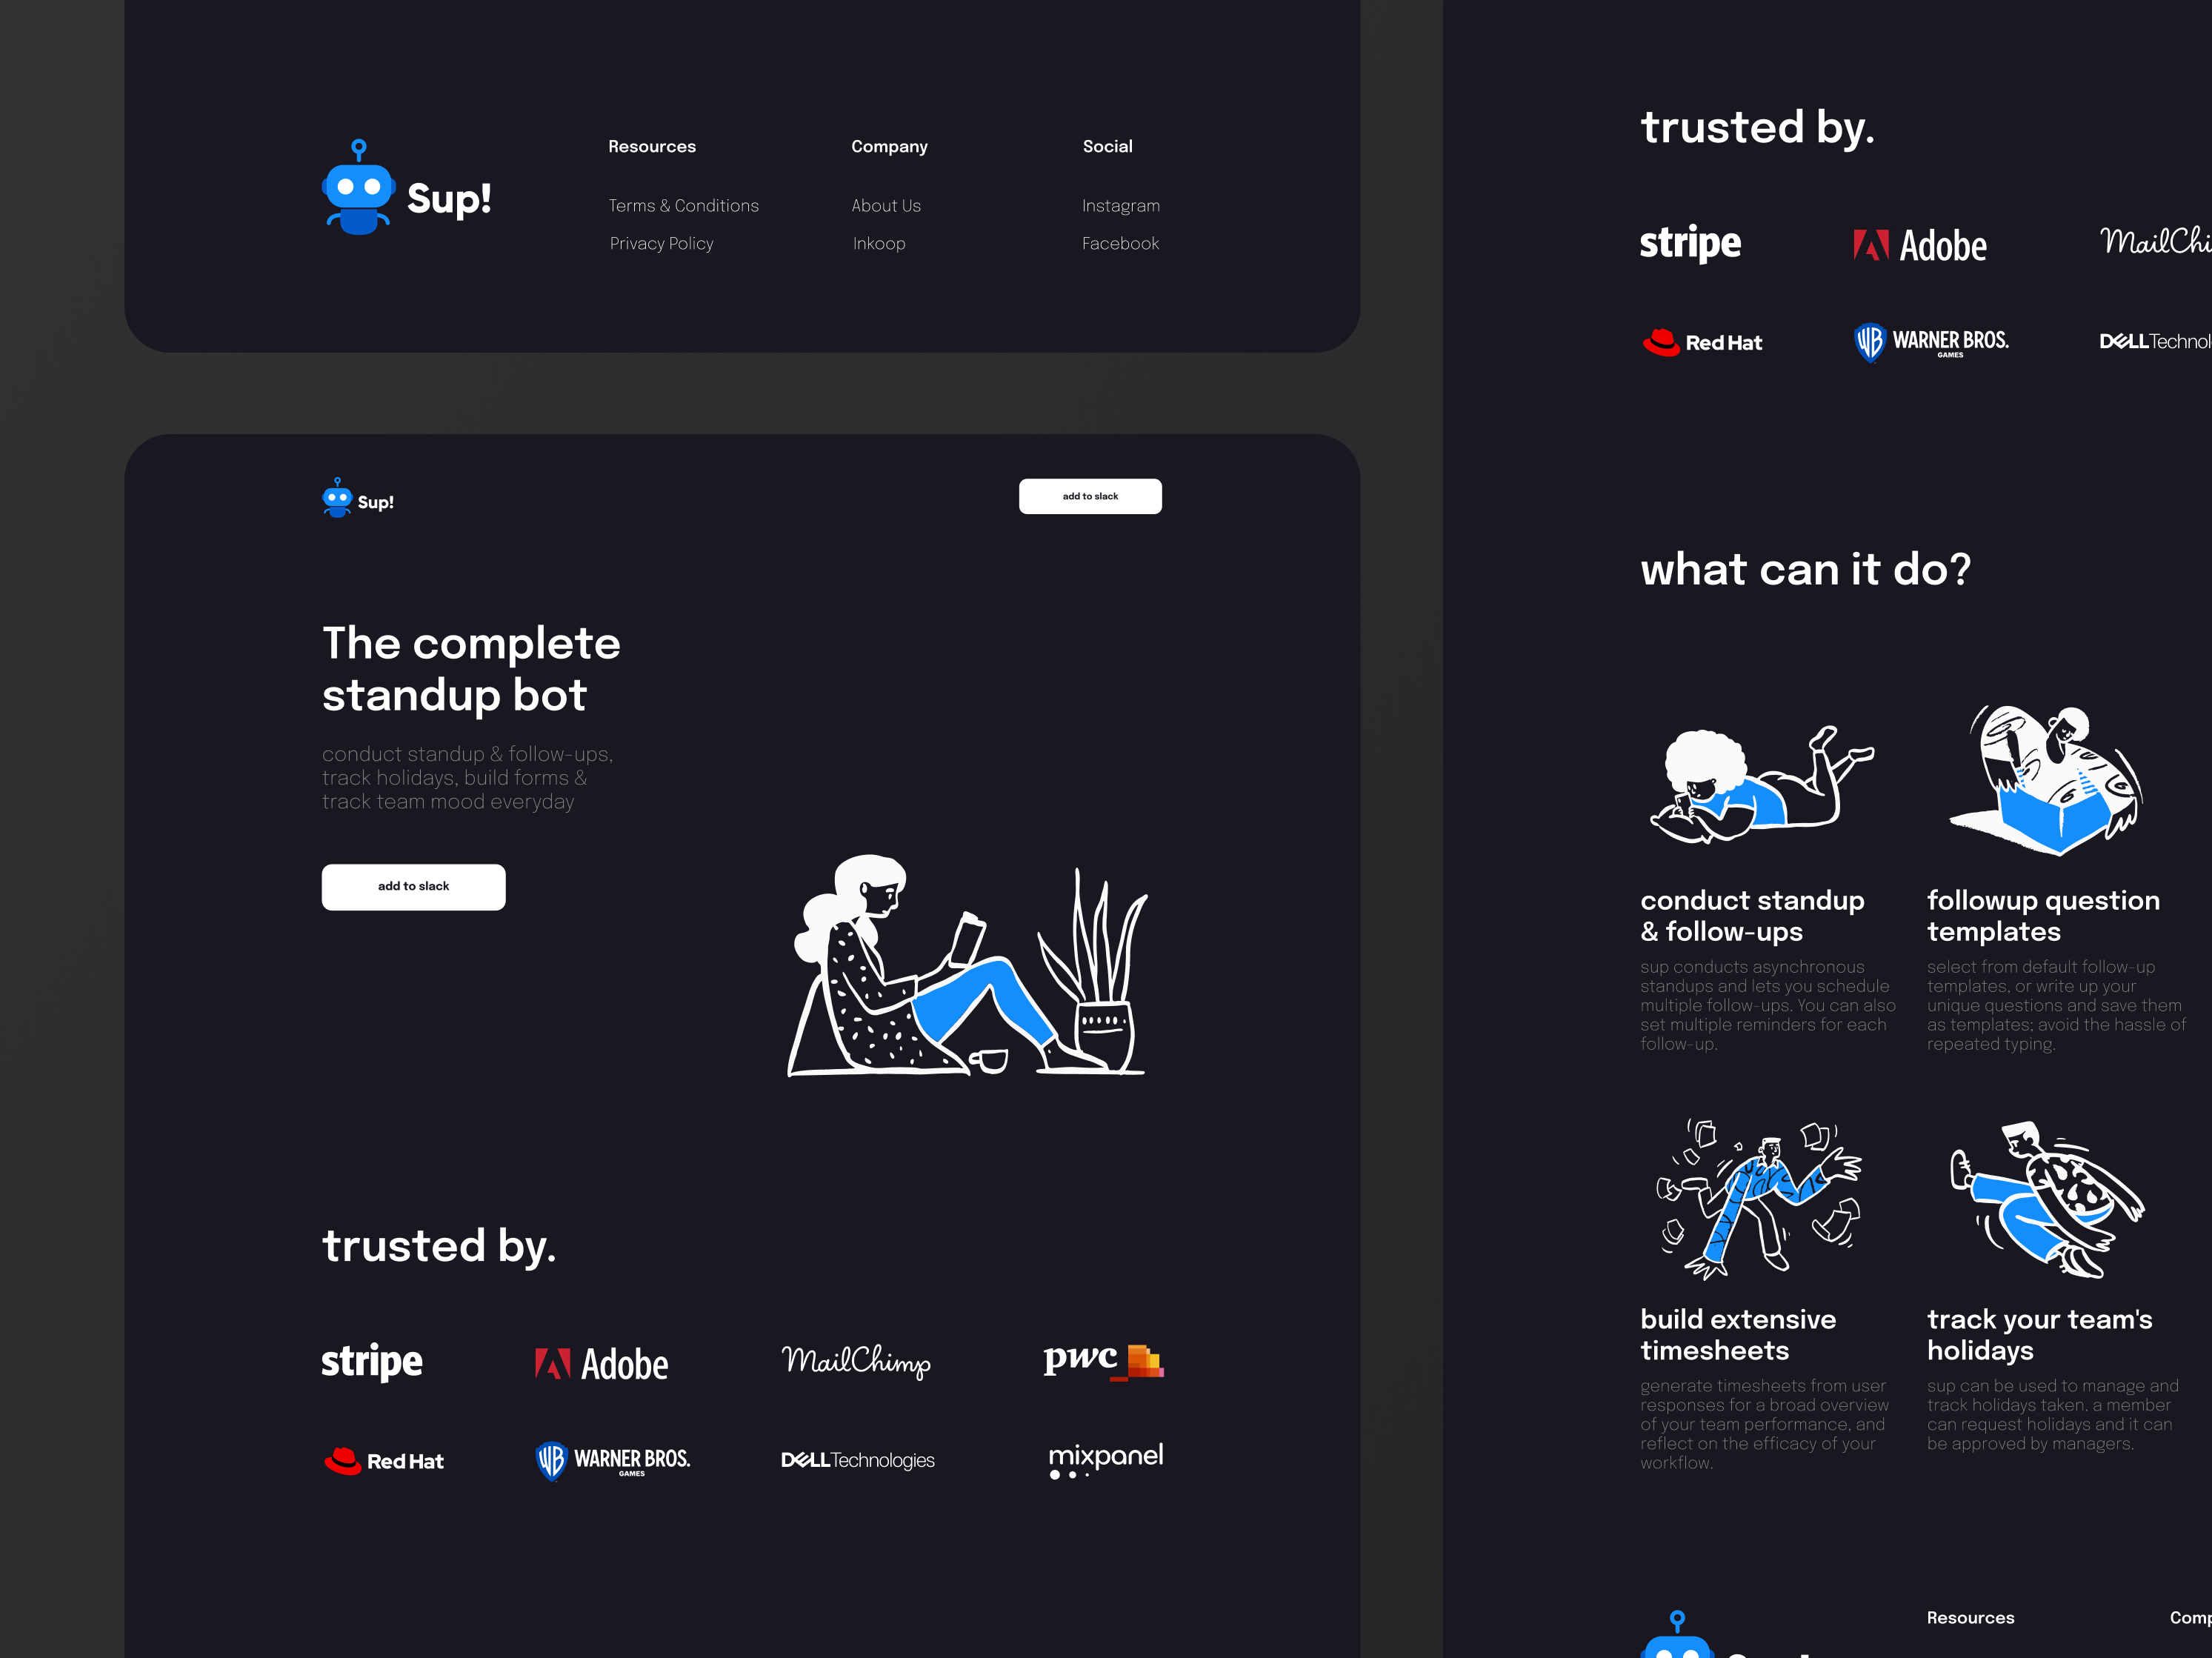 Sup!
Resources
Terms & Conditions
Privacy Policy
Company
About Us
Inkoop
Social
Instagram
Facebook
Sup!
add to slack
The complete
standup bot
conduct standup & follow-ups,
track holidays, build forms &
track team mood everyday
add to slack
trusted by.
stripe
Adobe
MailChimp
pwc
Red Hat
WB WARNER BROS.
GAMES
DELL Technologies
mixpanel
trusted by.
stripe
Adobe
MailChi
Red Hat
WB WARNER BROS.
GAMES
DELL Technol
what can it do?
conduct standup
& follow-ups
sup conducts asynchronous
standups and lets you schedule
multiple follow-ups. You can also
set multiple reminders for each
follow-up.
followup question
templates
select from default follow-up
templates, or write up your
unique questions and save them
as templates; avoid the hassle of
repeated typing.
build extensive
timesheets
generate timesheets from user
responses for a broad overview
of your team performance, and
reflect on the efficacy of your
workflow.
track your team's
holidays
sup can be used to manage and
track holidays taken. a member
can request holidays and it can
be approved by managers.
Resources
Comp